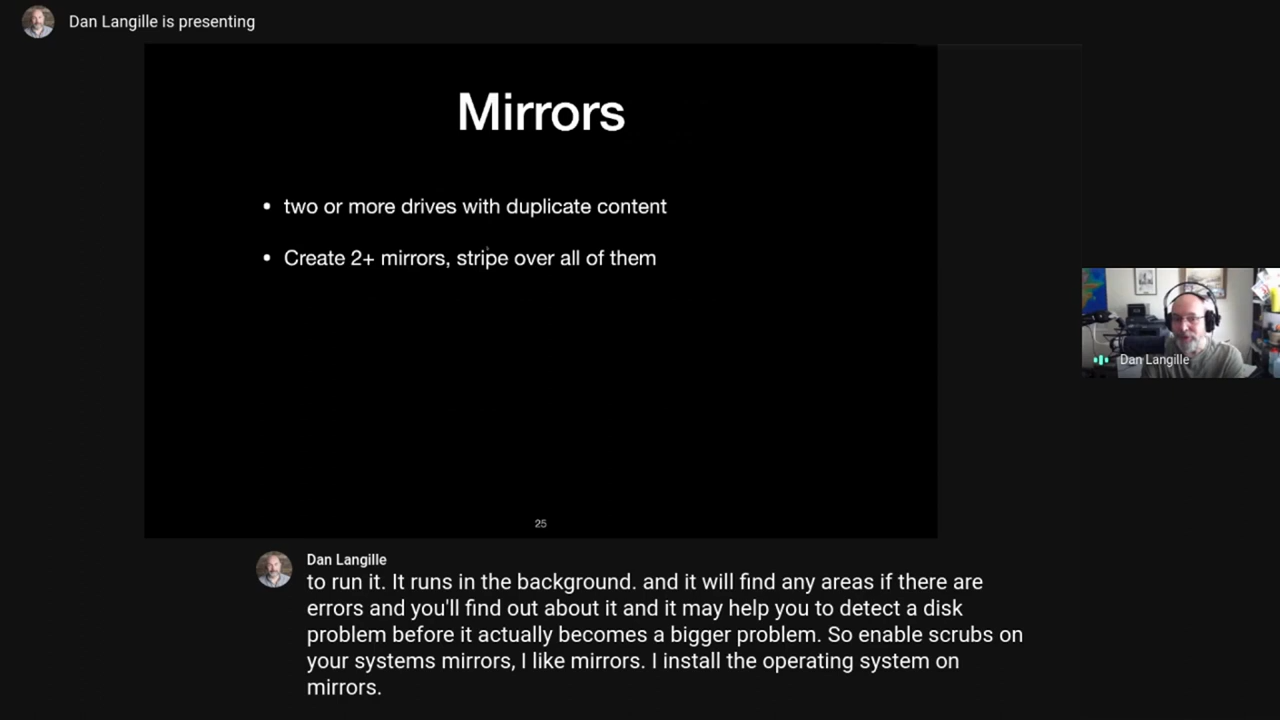 Dan Langille is presenting
Mirrors
• two or more drives with duplicate content
• Create 2+ mirrors, stripe over all of them
25
Dan Langille
Dan Langille
to run it. It runs in the background. and it will find any areas if there are
errors and you'll find out about it and it may help you to detect a disk
problem before it actually becomes a bigger problem. So enable scrubs on
your systems mirrors, I like mirrors. I install the operating system on
mirrors.